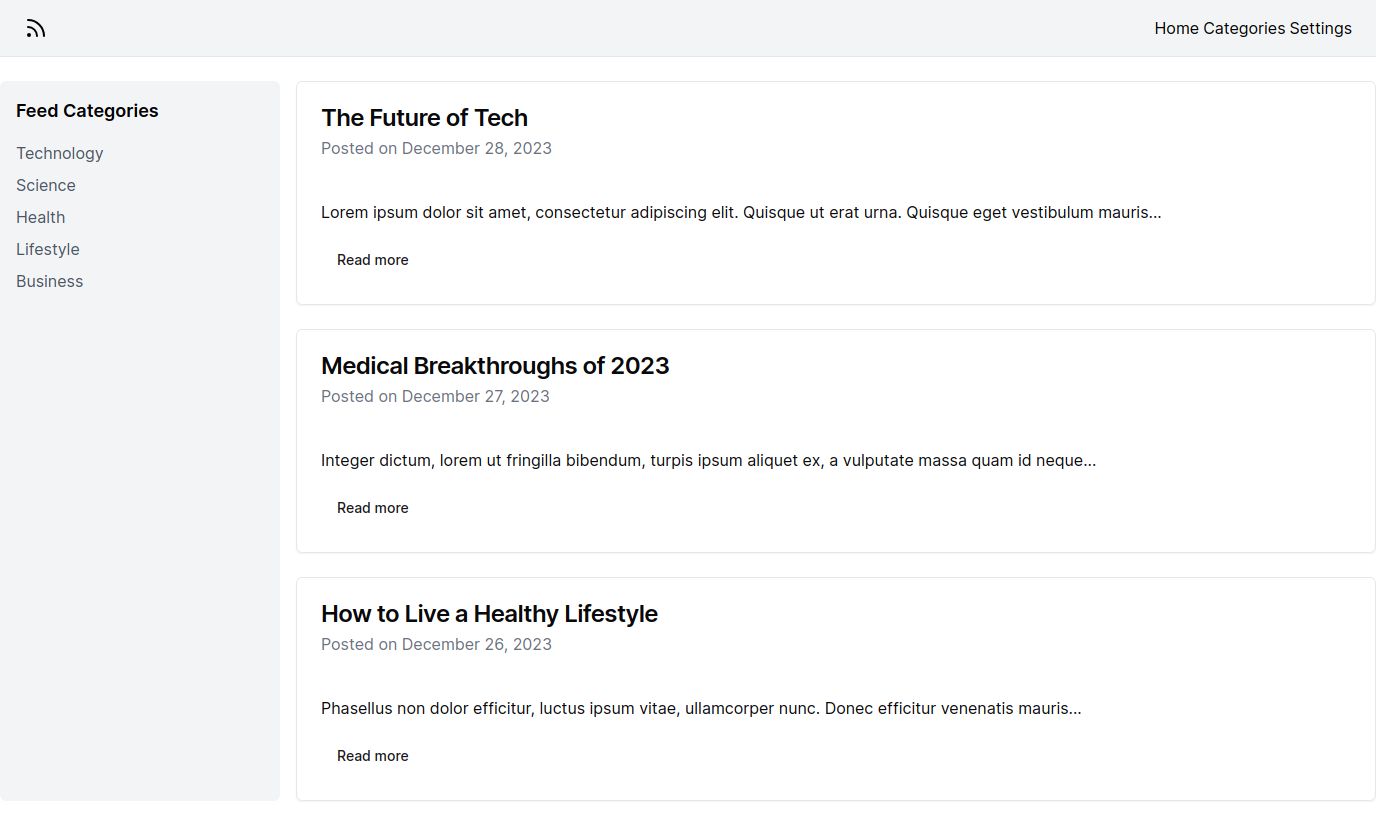 Home Categories Settings
Feed Categories
Technology
Science
Health
Lifestyle
Business
The Future of Tech
Posted on December 28, 2023
Lorem ipsum dolor sit amet, consectetur adipiscing elit. Quisque ut erat urna. Quisque eget vestibulum mauris...
Read more
Medical Breakthroughs of 2023
Posted on December 27, 2023
Integer dictum, lorem ut fringilla bibendum, turpis ipsum aliquet ex, a vulputate massa quam id neque...
Read more
How to Live a Healthy Lifestyle
Posted on December 26, 2023
Phasellus non dolor efficitur, luctus ipsum vitae, ullamcorper nunc. Donec efficitur venenatis mauris...
Read more